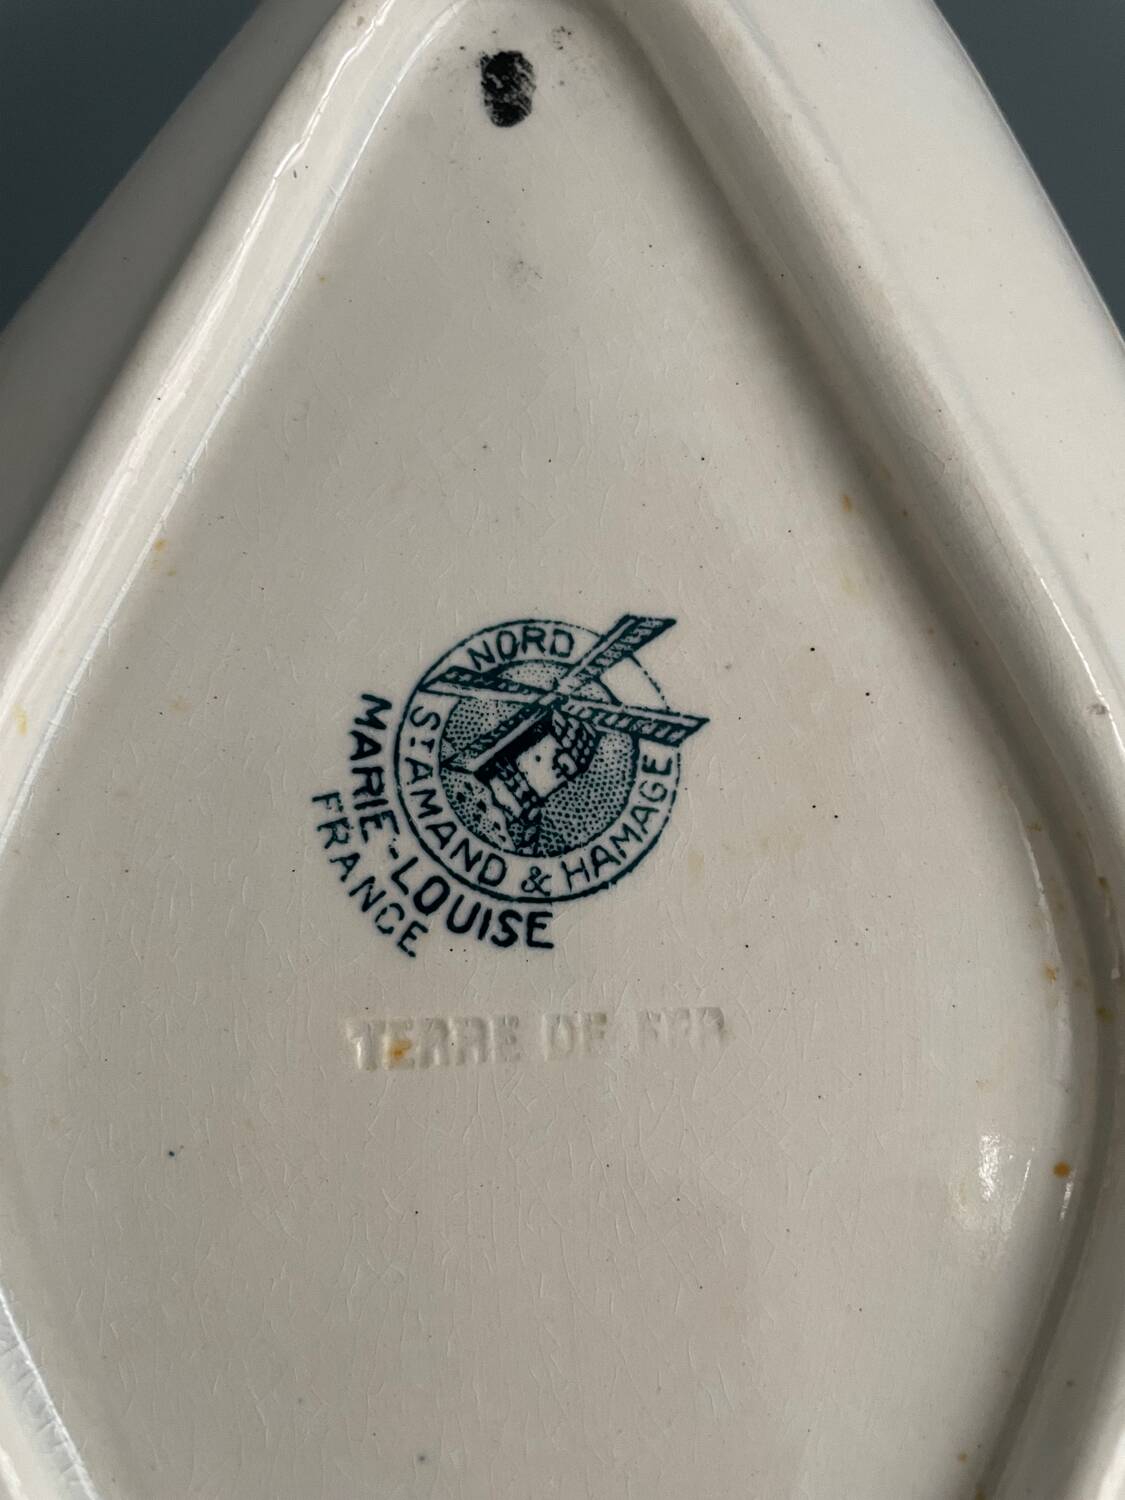 NORD
ST AMAND & HAMAGE
MARIE-LOUISE
FRANCE
TERRE DE FER